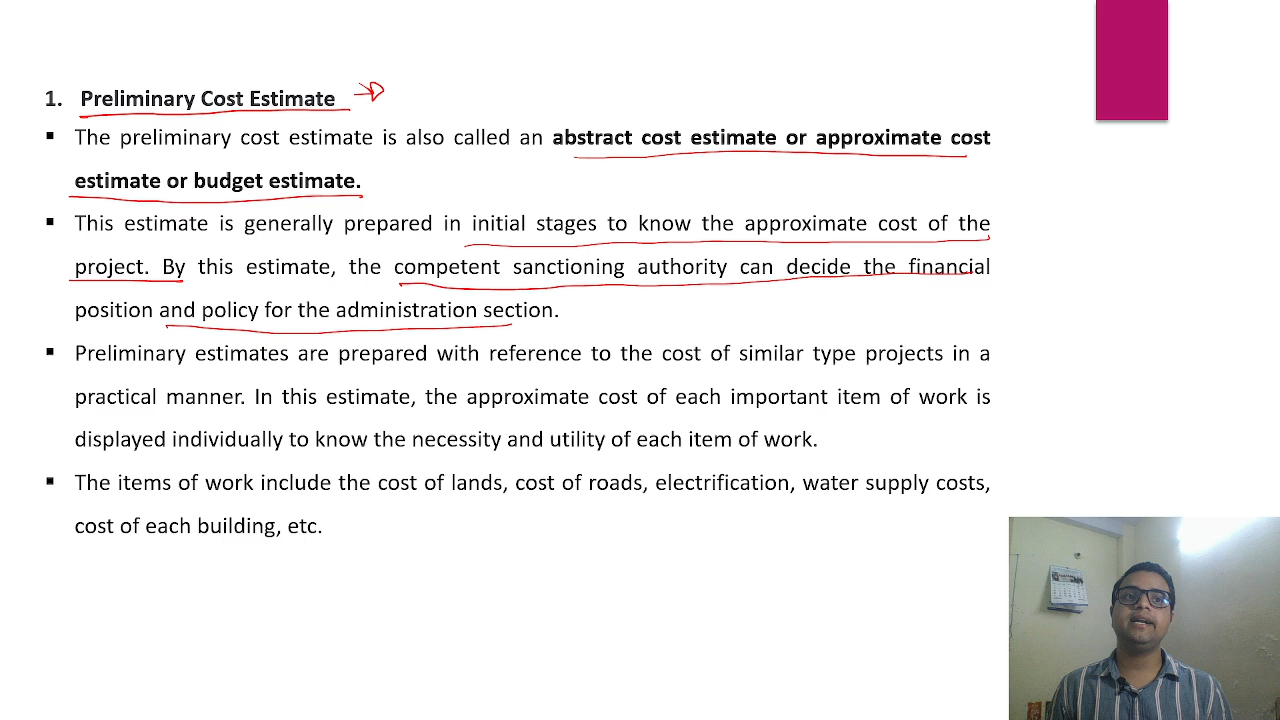 1. Preliminary Cost Estimate
▪ The preliminary cost estimate is also called an abstract cost estimate or approximate cost
estimate or budget estimate.
▪ This estimate is generally prepared in initial stages to know the approximate cost of the
project. By this estimate, the competent sanctioning authority can decide the financial
position and policy for the administration section.
▪ Preliminary estimates are prepared with reference to the cost of similar type projects in a
practical manner. In this estimate, the approximate cost of each important item of work is
displayed individually to know the necessity and utility of each item of work.
▪ The items of work include the cost of lands, cost of roads, electrification, water supply costs,
cost of each building, etc.